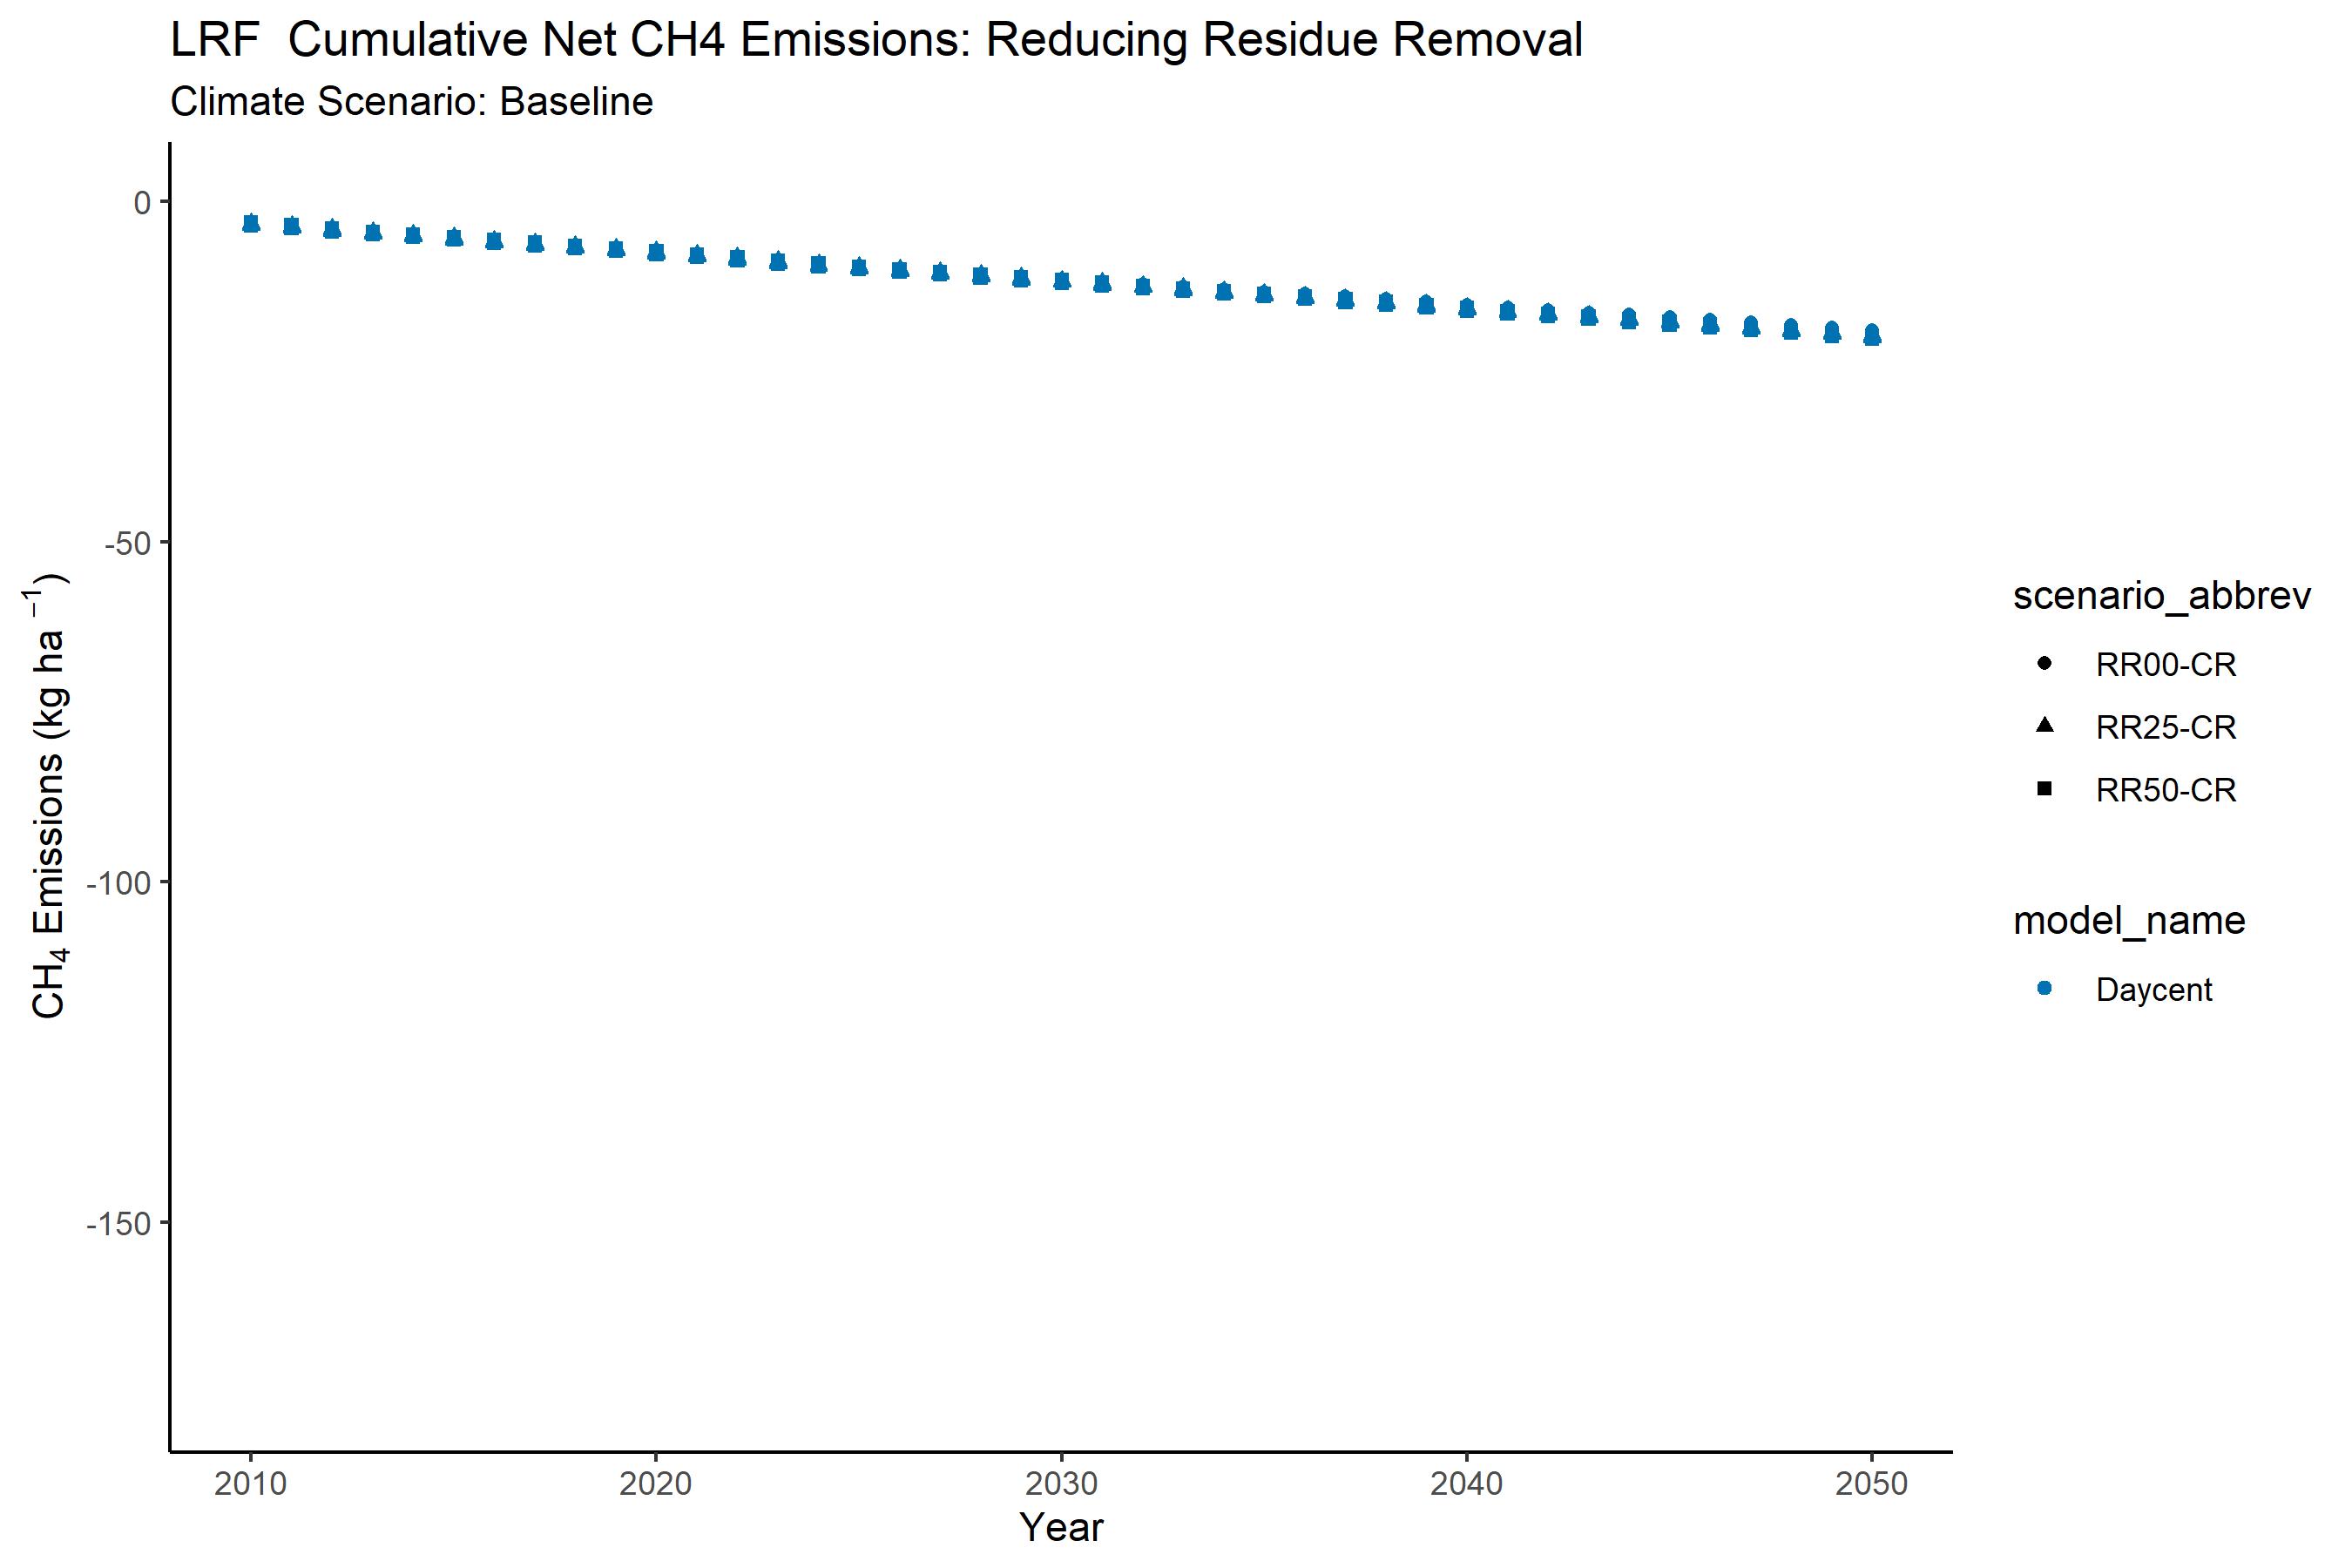 LRF  Cumulative Net CH4 Emissions: Reducing Residue Removal
Climate Scenario: Baseline
CH₄ Emissions (kg ha ⁻¹)
0
-50
-100
-150
2010
2020
2030
2040
2050
Year
scenario_abbrev
RR00-CR
RR25-CR
RR50-CR
model_name
Daycent